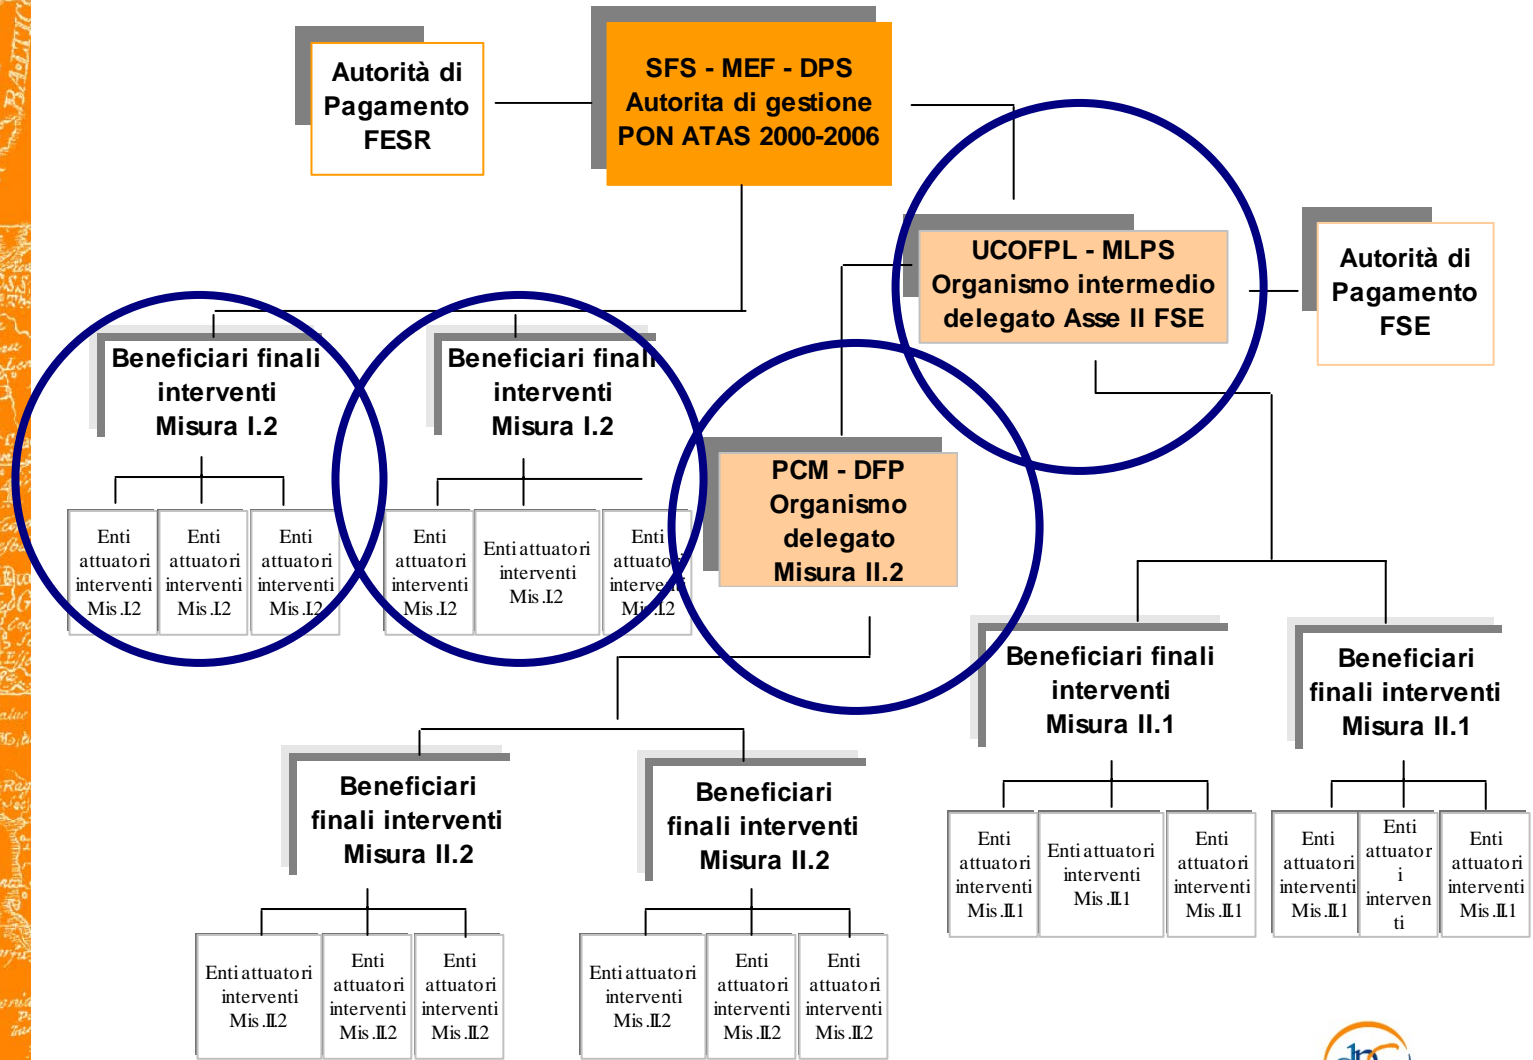 Autorità di
Pagamento
FESR
SFS - MEF - DPS
Autorita di gestione
PON ATAS 2000-2006
UCOFPL - MLPS
Organismo intermedio
delegato Asse II FSE
Autorità di
Pagamento
FSE
Beneficiari finali
interventi
Misura I.2
Beneficiari finali
interventi
Misura I.2
PCM - DFP
Organismo
delegato
Misura II.2
Enti
attuatori
interventi
Mis.I.2
Enti
attuatori
interventi
Mis.I.2
Enti
attuatori
interventi
Mis.I.2
Enti
attuatori
interventi
Mis.I.2
Enti attuatori
interventi
Mis.I.2
Enti
attuatori
interventi
Mis.I.2
Beneficiari finali
interventi
Misura II.1
Beneficiari
finali interventi
Misura II.1
Beneficiari
finali interventi
Misura II.2
Beneficiari
finali interventi
Misura II.2
Enti
attuatori
interventi
Mis.II.1
Enti attuatori
interventi
Mis.II.1
Enti
attuatori
interventi
Mis.II.1
Enti
attuatori
interventi
Mis.II.1
Enti
attuator
i
interven
ti
Enti
attuatori
interventi
Mis.II.1
Enti attuatori
interventi
Mis.II.2
Enti
attuatori
interventi
Mis.II.2
Enti
attuatori
interventi
Mis.II.2
Enti attuatori
interventi
Mis.II.2
Enti
attuatori
interventi
Mis.II.2
Enti
attuatori
interventi
Mis.II.2